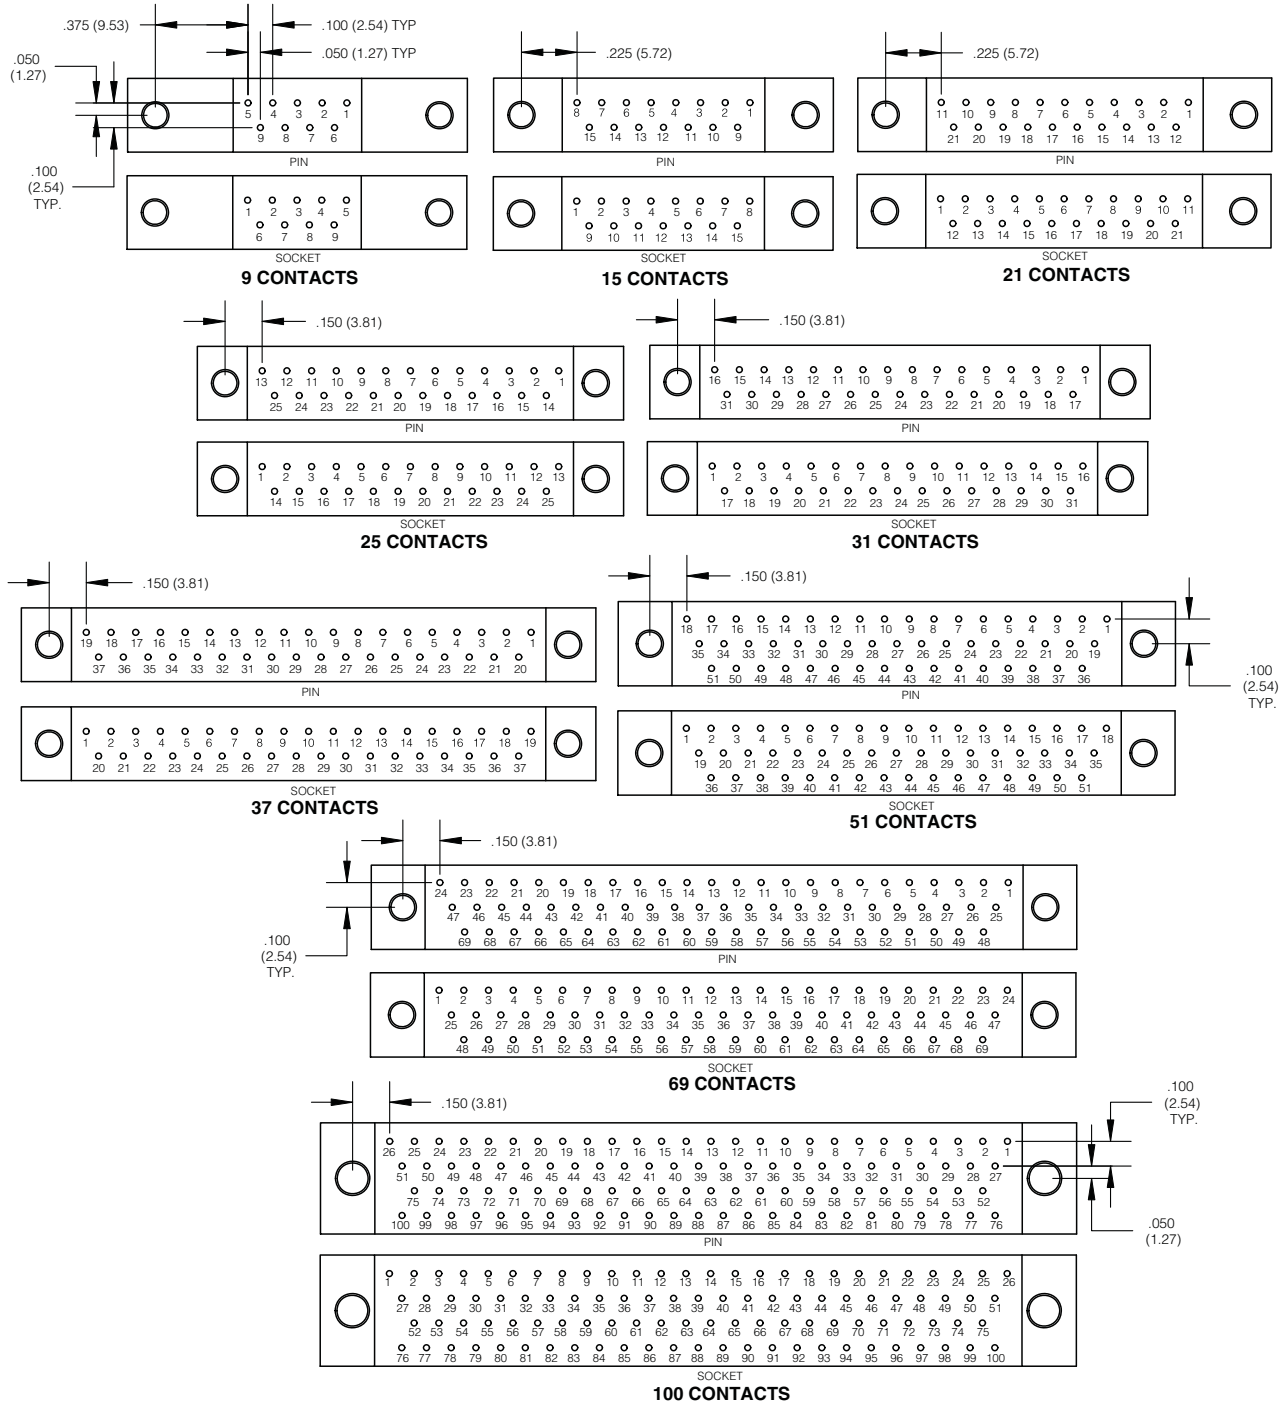 .375 (9.53)
.100 (2.54) TYP
.050 (1.27) TYP
.050
(1.27)
.100
(2.54)
TYP.
5 4 3 2 1
9 8 7 6
PIN
1 2 3 4 5
6 7 8 9
SOCKET
9 CONTACTS
.225 (5.72)
8 7 6 5 4 3 2 1
15 14 13 12 11 10 9
PIN
1 2 3 4 5 6 7 8
9 10 11 12 13 14 15
SOCKET
15 CONTACTS
.225 (5.72)
11 10 9 8 7 6 5 4 3 2 1
21 20 19 18 17 16 15 14 13 12
PIN
1 2 3 4 5 6 7 8 9 10 11
12 13 14 15 16 17 18 19 20 21
SOCKET
21 CONTACTS
.150 (3.81)
13 12 11 10 9 8 7 6 5 4 3 2 1
25 24 23 22 21 20 19 18 17 16 15 14
PIN
1 2 3 4 5 6 7 8 9 10 11 12 13
14 15 16 17 18 19 20 21 22 23 24 25
SOCKET
25 CONTACTS
.150 (3.81)
16 15 14 13 12 11 10 9 8 7 6 5 4 3 2 1
31 30 29 28 27 26 25 24 23 22 21 20 19 18 17
PIN
1 2 3 4 5 6 7 8 9 10 11 12 13 14 15 16
17 18 19 20 21 22 23 24 25 26 27 28 29 30 31
SOCKET
31 CONTACTS
.150 (3.81)
19 18 17 16 15 14 13 12 11 10 9 8 7 6 5 4 3 2 1
37 36 35 34 33 32 31 30 29 28 27 26 25 24 23 22 21 20
PIN
1 2 3 4 5 6 7 8 9 10 11 12 13 14 15 16 17 18 19
20 21 22 23 24 25 26 27 28 29 30 31 32 33 34 35 36 37
SOCKET
37 CONTACTS
.150 (3.81)
18 17 16 15 14 13 12 11 10 9 8 7 6 5 4 3 2 1
35 34 33 32 31 30 29 28 27 26 25 24 23 22 21 20 19
51 50 49 48 47 46 45 44 43 42 41 40 39 38 37 36
PIN
.100
(2.54)
TYP.
1 2 3 4 5 6 7 8 9 10 11 12 13 14 15 16 17 18
19 20 21 22 23 24 25 26 27 28 29 30 31 32 33 34 35
36 37 38 39 40 41 42 43 44 45 46 47 48 49 50 51
SOCKET
51 CONTACTS
.150 (3.81)
24 23 22 21 20 19 18 17 16 15 14 13 12 11 10 9 8 7 6 5 4 3 2 1
47 46 45 44 43 42 41 40 39 38 37 36 35 34 33 32 31 30 29 28 27 26 25
69 68 67 66 65 64 63 62 61 60 59 58 57 56 55 54 53 52 51 50 49 48
PIN
.100
(2.54)
TYP.
1 2 3 4 5 6 7 8 9 10 11 12 13 14 15 16 17 18 19 20 21 22 23 24
25 26 27 28 29 30 31 32 33 34 35 36 37 38 39 40 41 42 43 44 45 46 47
48 49 50 51 52 53 54 55 56 57 58 59 60 61 62 63 64 65 66 67 68 69
SOCKET
69 CONTACTS
.150 (3.81)
.100
(2.54)
TYP.
26 25 24 23 22 21 20 19 18 17 16 15 14 13 12 11 10 9 8 7 6 5 4 3 2 1
51 50 49 48 47 46 45 44 43 42 41 40 39 38 37 36 35 34 33 32 31 30 29 28 27
75 74 73 72 71 70 69 68 67 66 65 64 63 62 61 60 59 58 57 56 55 54 53 52
100 99 98 97 96 95 94 93 92 91 90 89 88 87 86 85 84 83 82 81 80 79 78 77 76
PIN
.050
(1.27)
1 2 3 4 5 6 7 8 9 10 11 12 13 14 15 16 17 18 19 20 21 22 23 24 25 26
27 28 29 30 31 32 33 34 35 36 37 38 39 40 41 42 43 44 45 46 47 48 49 50 51
52 53 54 55 56 57 58 59 60 61 62 63 64 65 66 67 68 69 70 71 72 73 74 75
76 77 78 79 80 81 82 83 84 85 86 87 88 89 90 91 92 93 94 95 96 97 98 99 100
SOCKET
100 CONTACTS